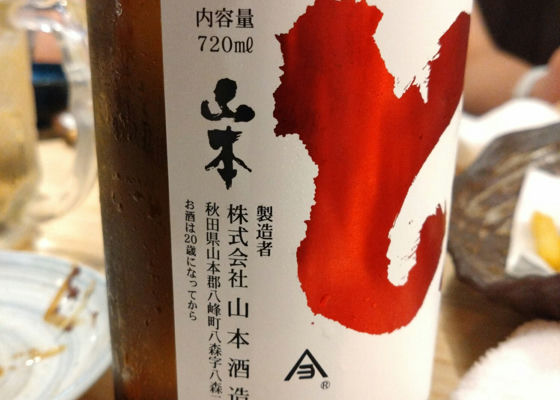 内容量
720ml
山本
製造者
株式会社山本酒造
秋田県山本郡八峰町八森字八森
お酒は20歳になってから